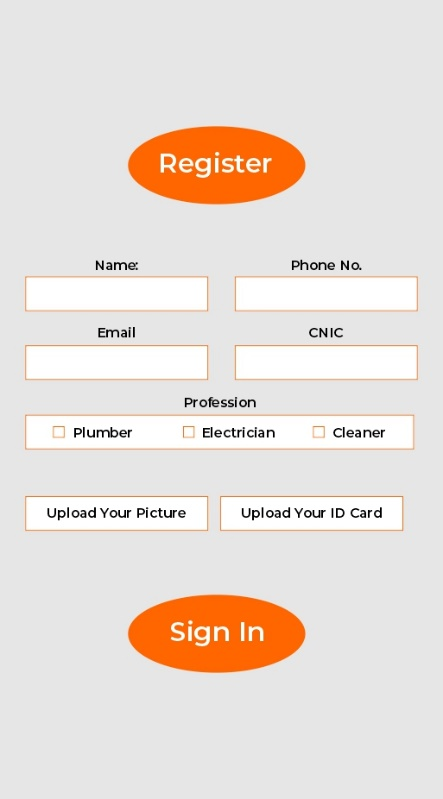 Register
Name: Phone No.
Email CNIC
Profession
Plumber Electrician Cleaner
Upload Your Picture Upload Your ID Card
Sign In